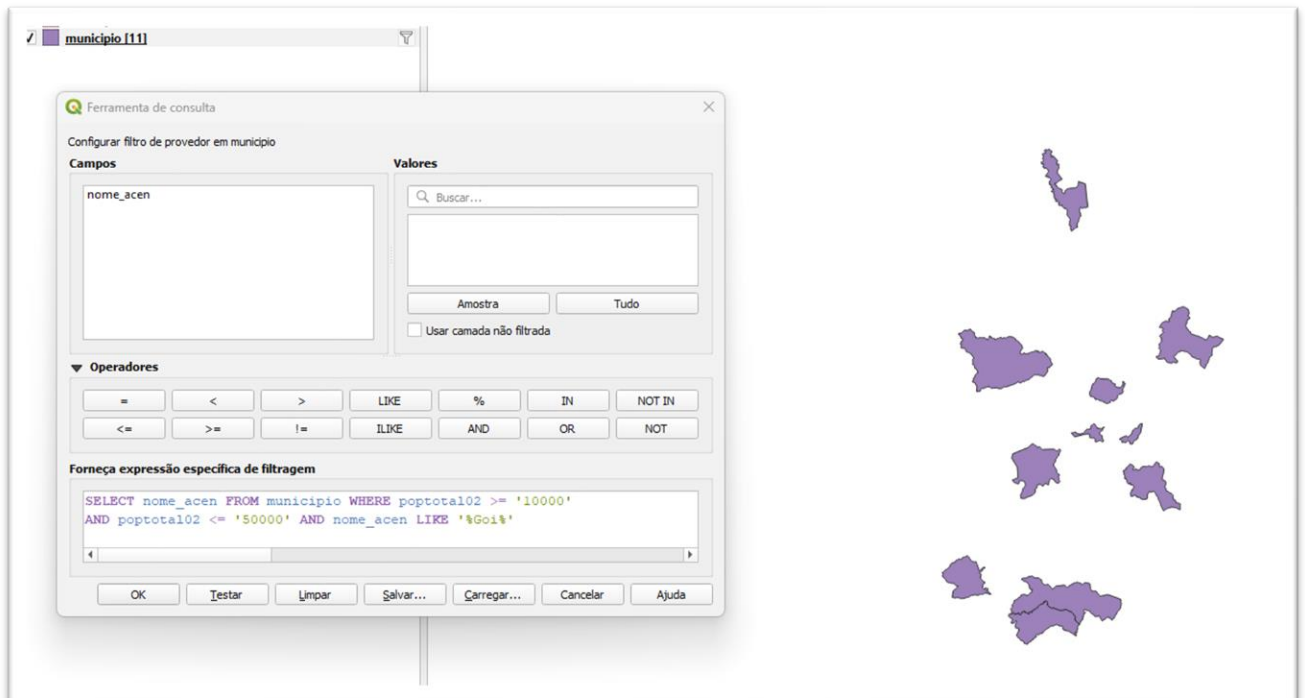 municipio [11]
Ferramenta de consulta
Configurar filtro de provedor em municipio
Campos
Valores
nome_acen
Buscar...
Amostra
Tudo
Usar camada não filtrada
Operadores
=
<
>
LIKE
%
IN
NOT IN
<=
>=
!=
ILIKE
AND
OR
NOT
Forneça expressão específica de filtragem
SELECT nome_acen FROM municipio WHERE poptotal02 >= '10000'
AND poptotal02 <= '50000' AND nome_acen LIKE '%Goi%'
OK
Testar
Limpar
Salvar...
Carregar...
Cancelar
Ajuda